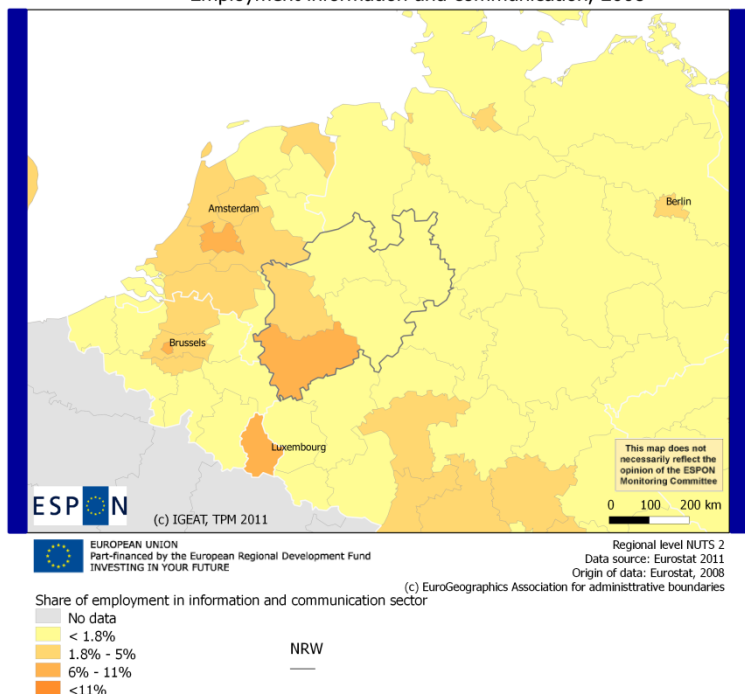 Employment information and communication, 2008
Amsterdam
Berlin
Brussels
Luxembourg
This map does not
necessarily reflect the
opinion of the ESPON
Monitoring Committee
ESPON
(c) IGEAT, TPM 2011
0 100 200 km
EUROPEAN UNION
Part-financed by the European Regional Development Fund
INVESTING IN YOUR FUTURE
Regional level NUTS 2
Data source: Eurostat 2011
Origin of data: Eurostat, 2008
(c) EuroGeographics Association for administtrative boundaries
Share of employment in information and communication sector
No data
< 1.8%
1.8% - 5%
6% - 11%
<11%
NRW